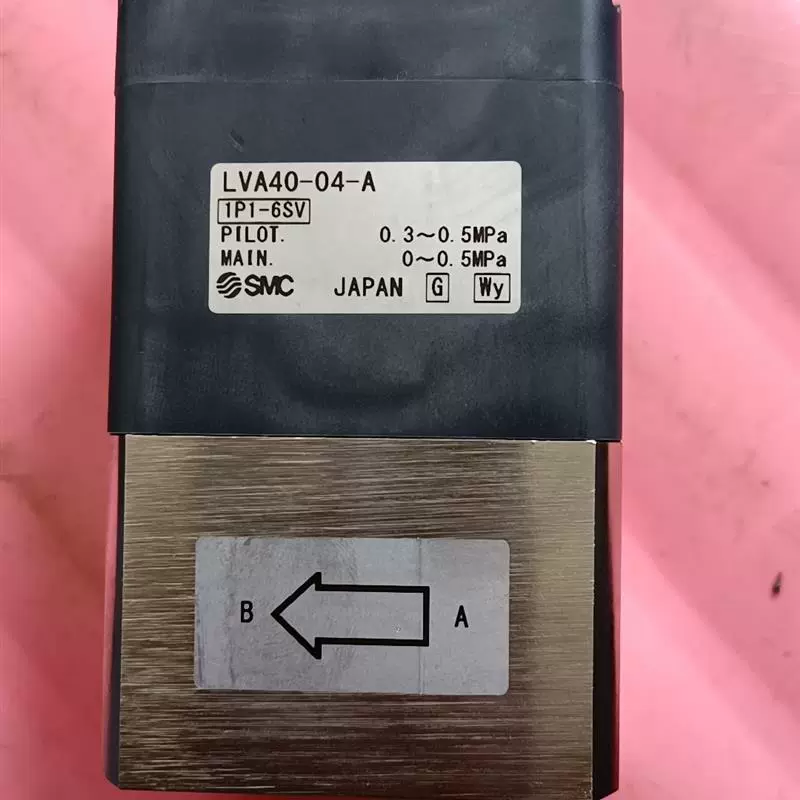 LVA40-04-A
1P1-6SV
PILOT. 0.3~0.5MPa
MAIN. 0~0.5MPa
SMC JAPAN G Wy
B A